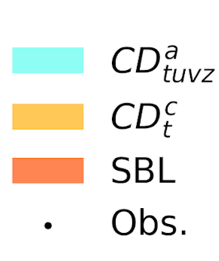 CD^a_tuvz
CD^c_t
SBL
Obs.